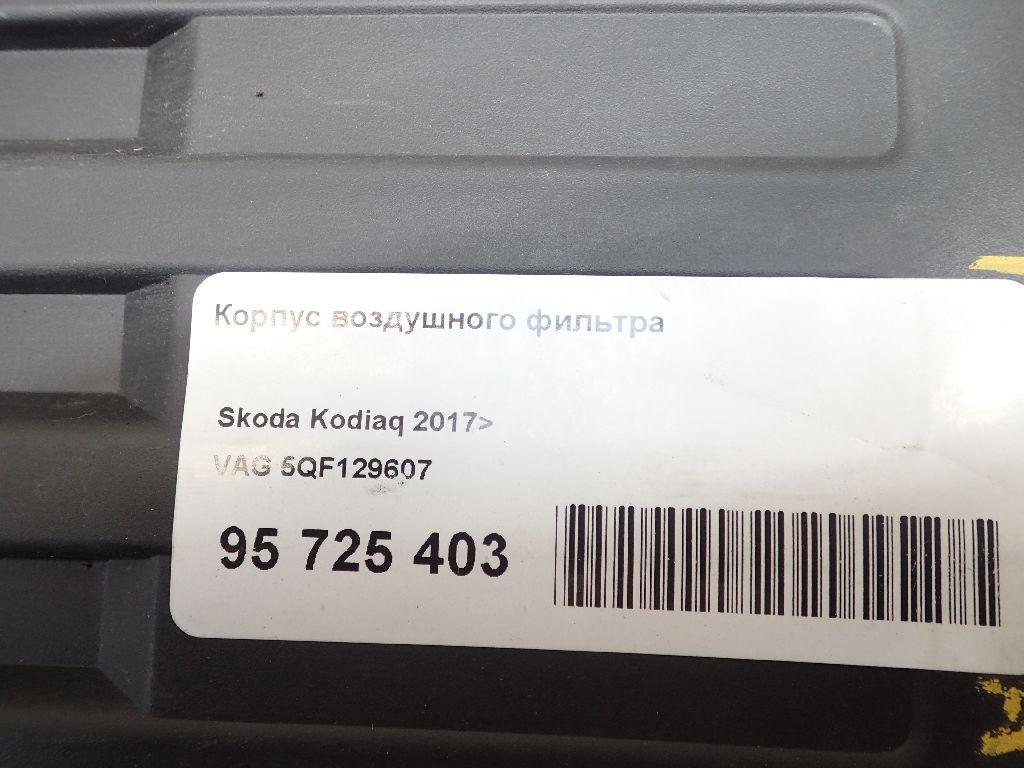 Корпус воздушного фильтра
Skoda Kodiaq 2017>
VAG 5QF129607
95 725 403